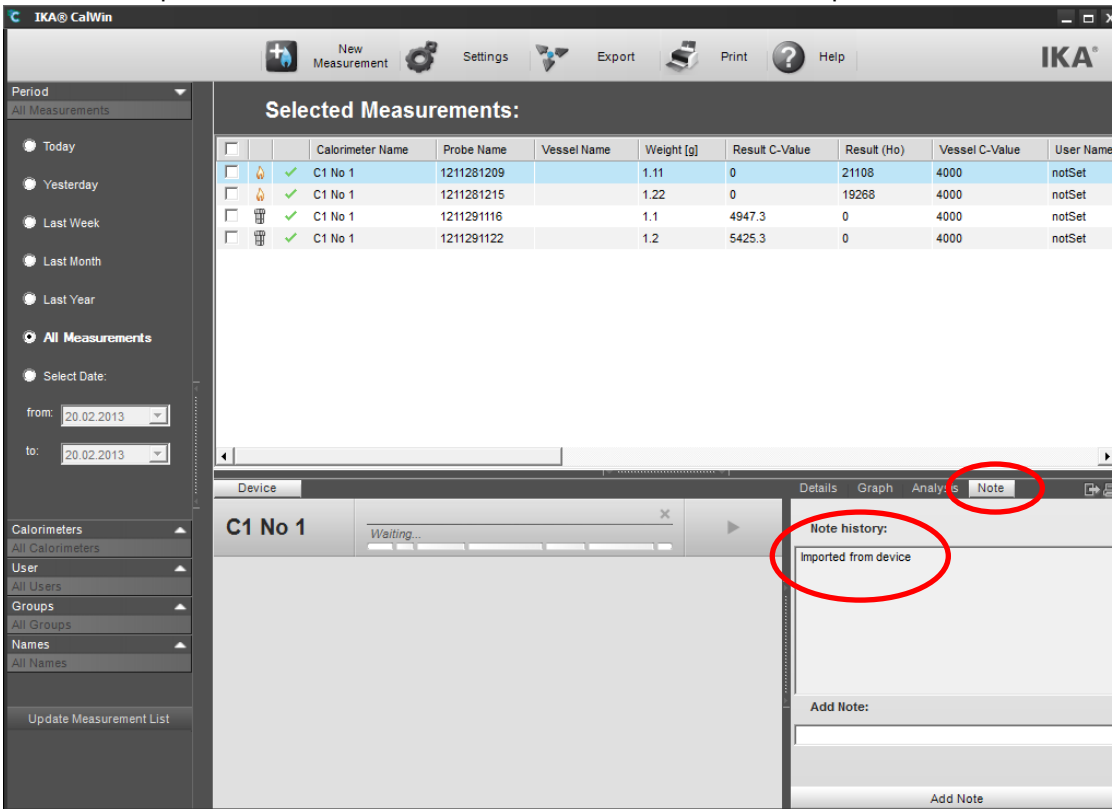 IKA® CalWin
New Measurement Settings Export Print Help IKA®
Period
All Measurements
Today
Yesterday
Last Week
Last Month
Last Year
All Measurements
Select Date:
from: 20.02.2013
to: 20.02.2013
Calorimeters
All Calorimeters
User
All Users
Groups
All Groups
Names
All Names
Update Measurement List
Selected Measurements:
Calorimeter Name Probe Name Vessel Name Weight [g] Result C-Value Result (Ho) Vessel C-Value User Name
C1 No 1 1211281209 1.11 0 21108 4000 notSet
C1 No 1 1211281215 1.22 0 19268 4000 notSet
C1 No 1 1211291116 1.1 4947.3 0 4000 notSet
C1 No 1 1211291122 1.2 5425.3 0 4000 notSet
Device
C1 No 1
Waiting...
Details Graph Analysis Note
Note history:
Imported from device
Add Note:
Add Note